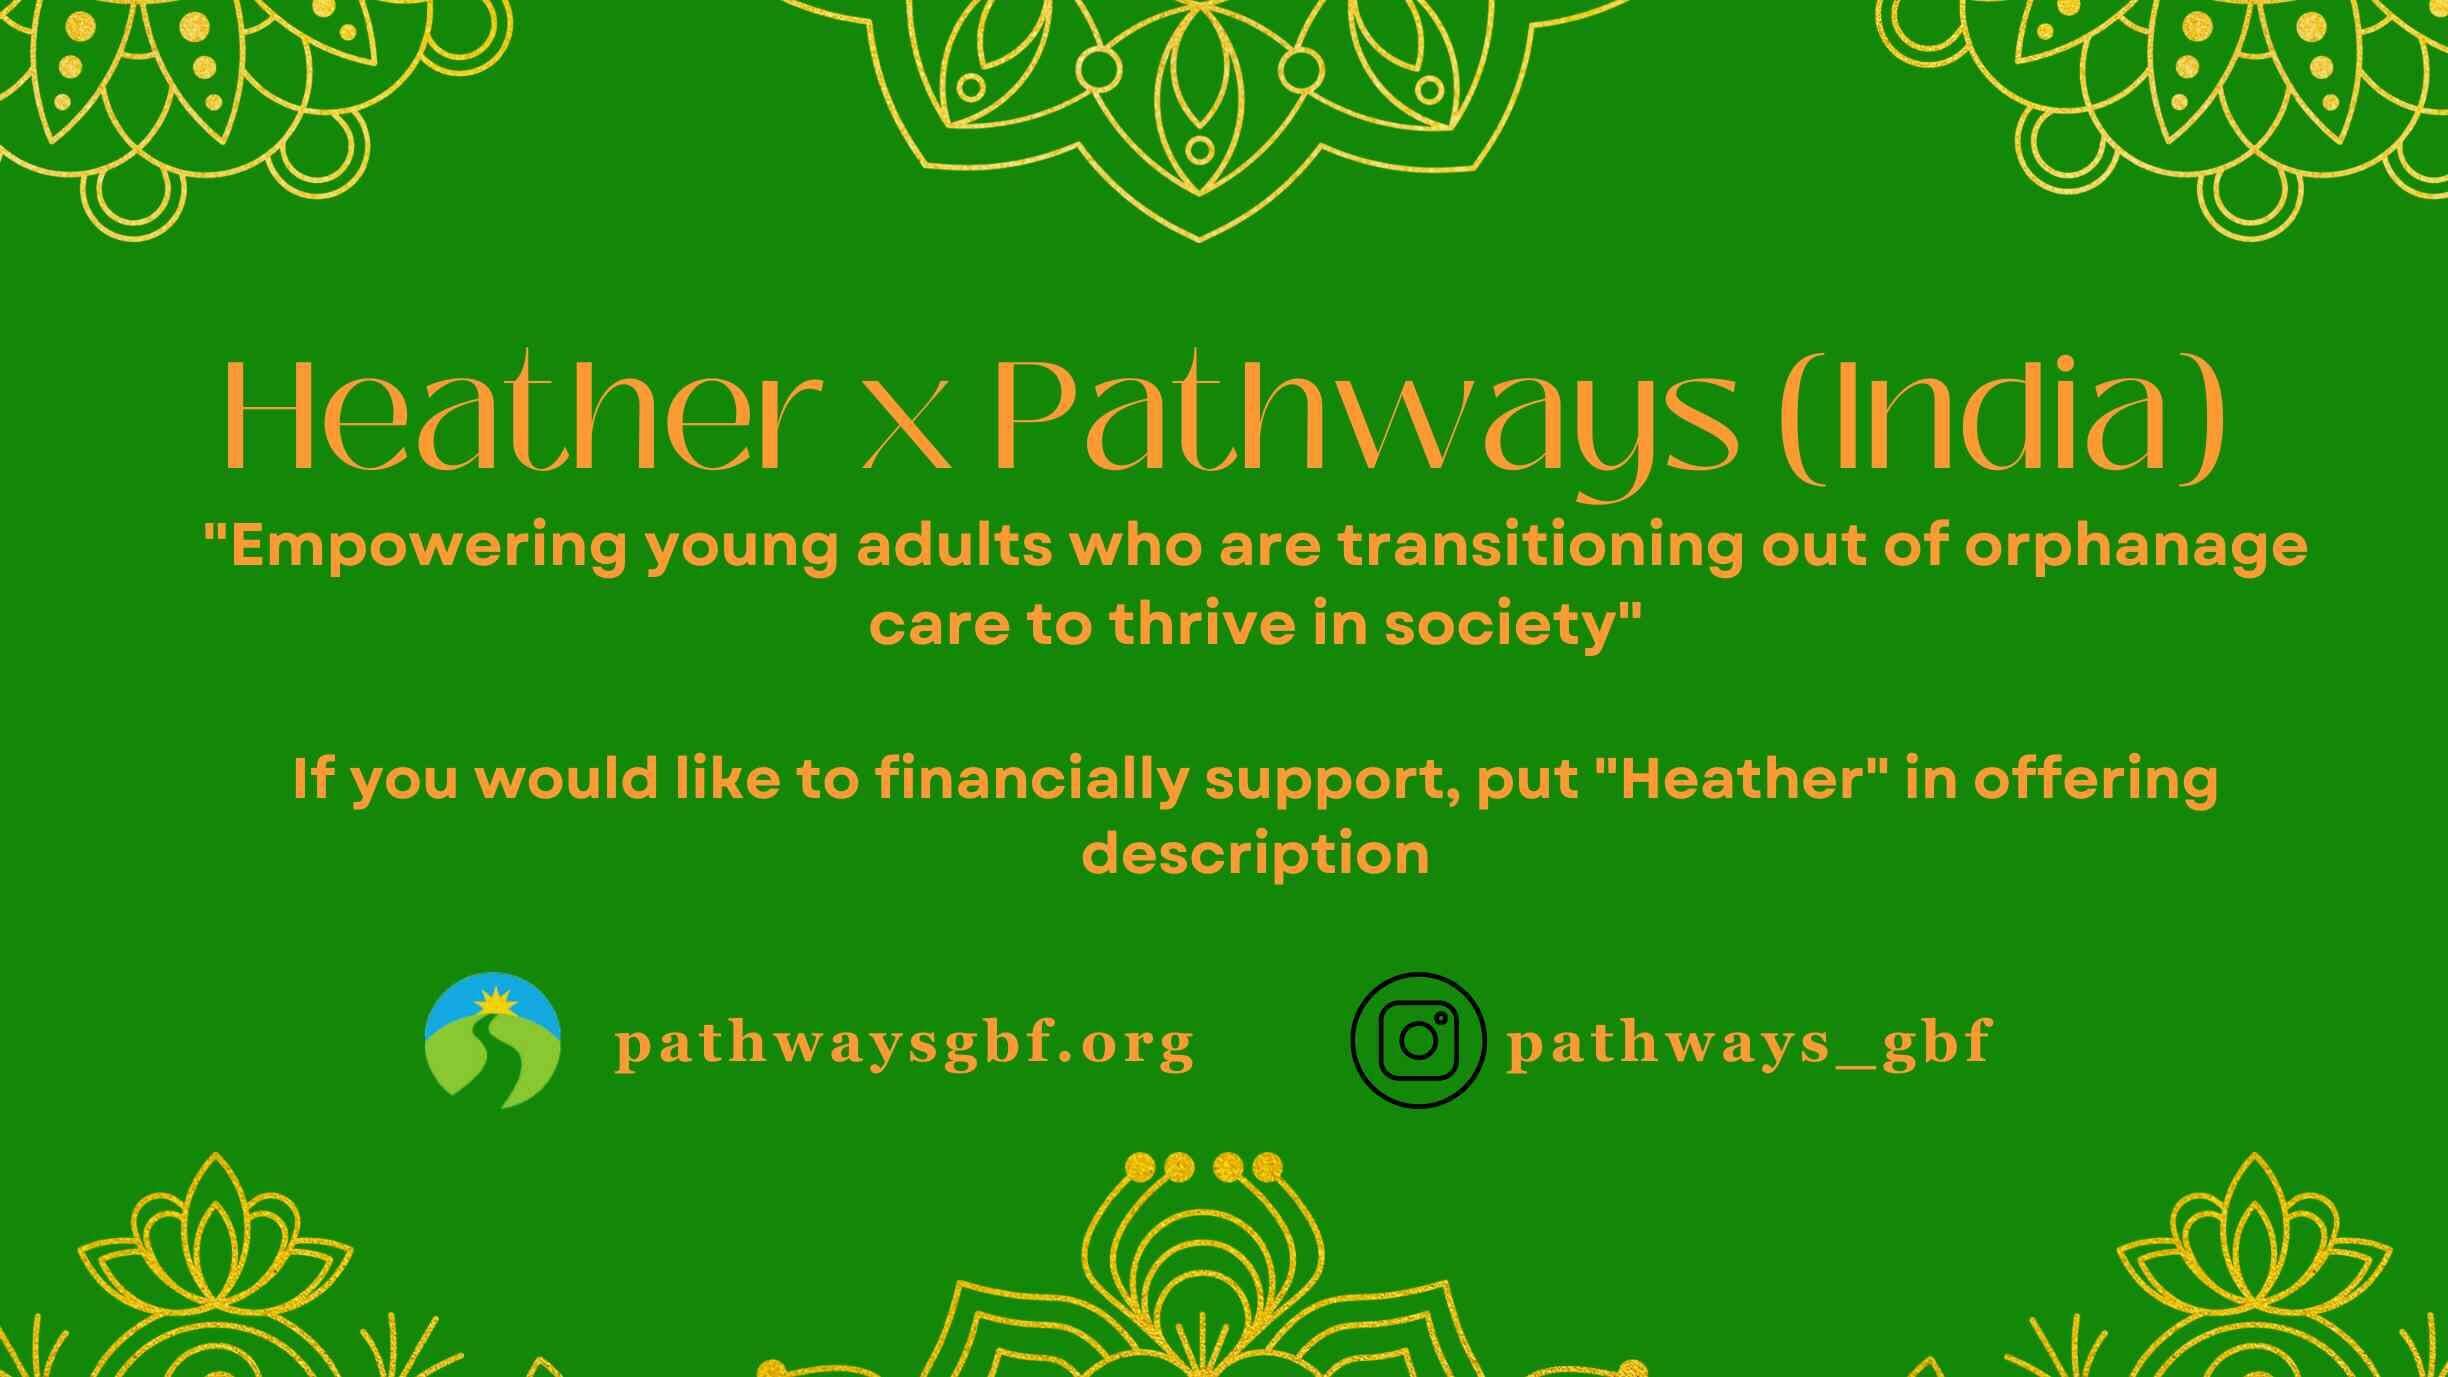 Heather x Pathways (India)
"Empowering young adults who are transitioning out of orphanage
care to thrive in society"
If you would like to financially support, put "Heather" in offering
description
pathwaysgbf.org
pathways_gbf